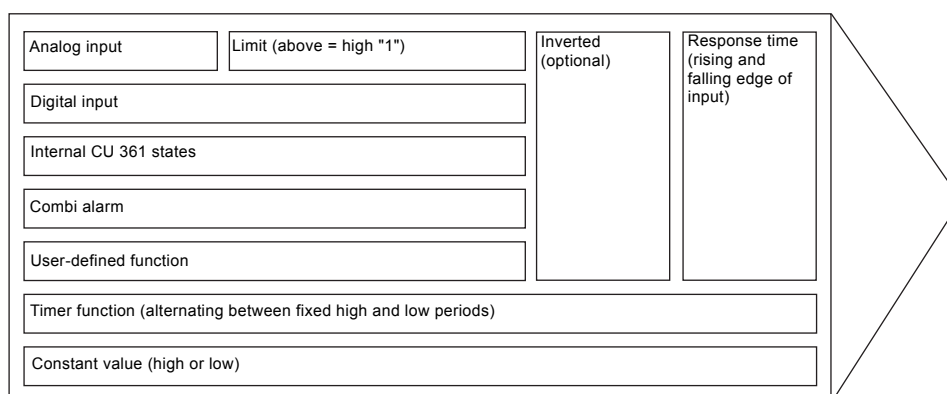 Analog input
Limit (above = high "1")
Inverted
(optional)
Response time
(rising and
falling edge of
input)
Digital input
Internal CU 361 states
Combi alarm
User-defined function
Timer function (alternating between fixed high and low periods)
Constant value (high or low)